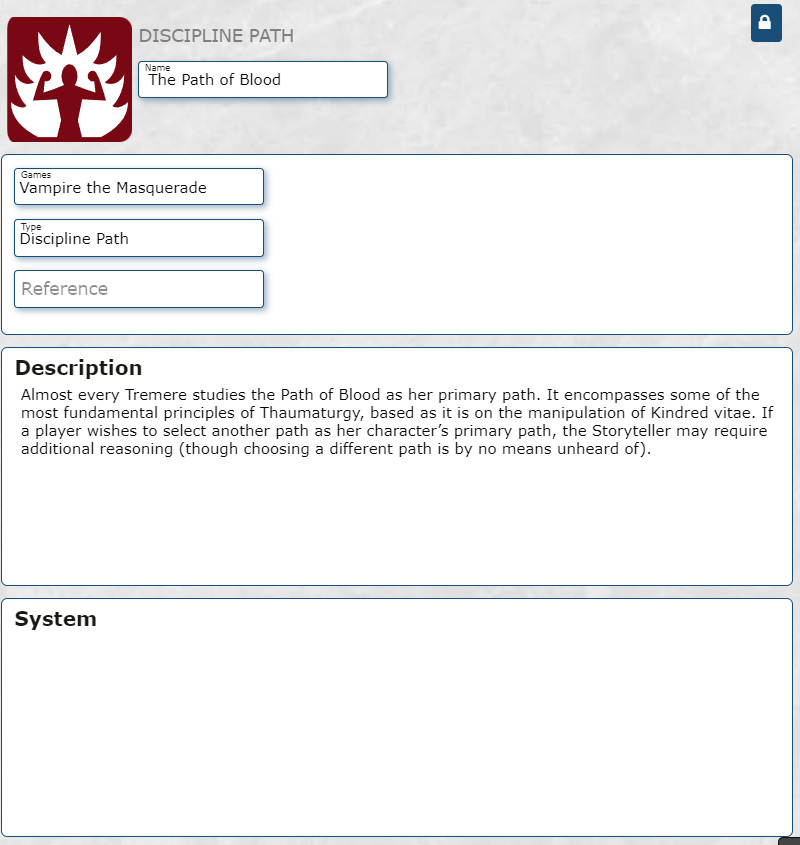 DISCIPLINE PATH
Name
The Path of Blood
Games
Vampire the Masquerade
Type
Discipline Path
Reference
Description
Almost every Tremere studies the Path of Blood as her primary path. It encompasses some of the
most fundamental principles of Thaumaturgy, based as it is on the manipulation of Kindred vitae. If
a player wishes to select another path as her character’s primary path, the Storyteller may require
additional reasoning (though choosing a different path is by no means unheard of).
System